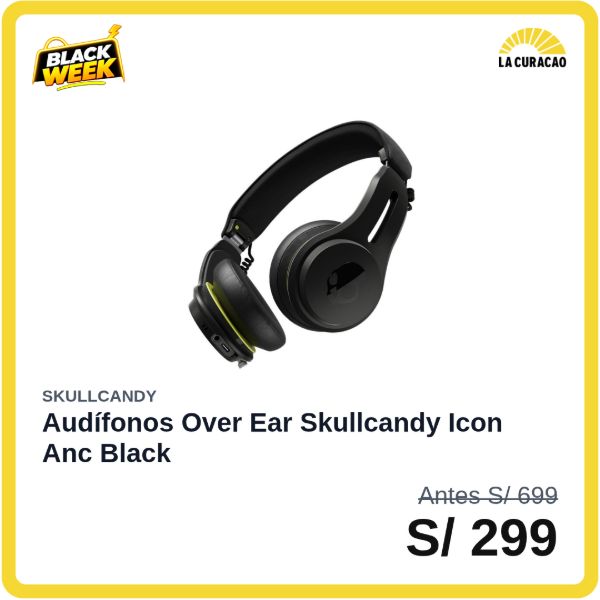 BLACK
WEEK
LA CURACAO
SKULLCANDY
Audífonos Over Ear Skullcandy Icon
Anc Black
Antes S/ 699
S/ 299